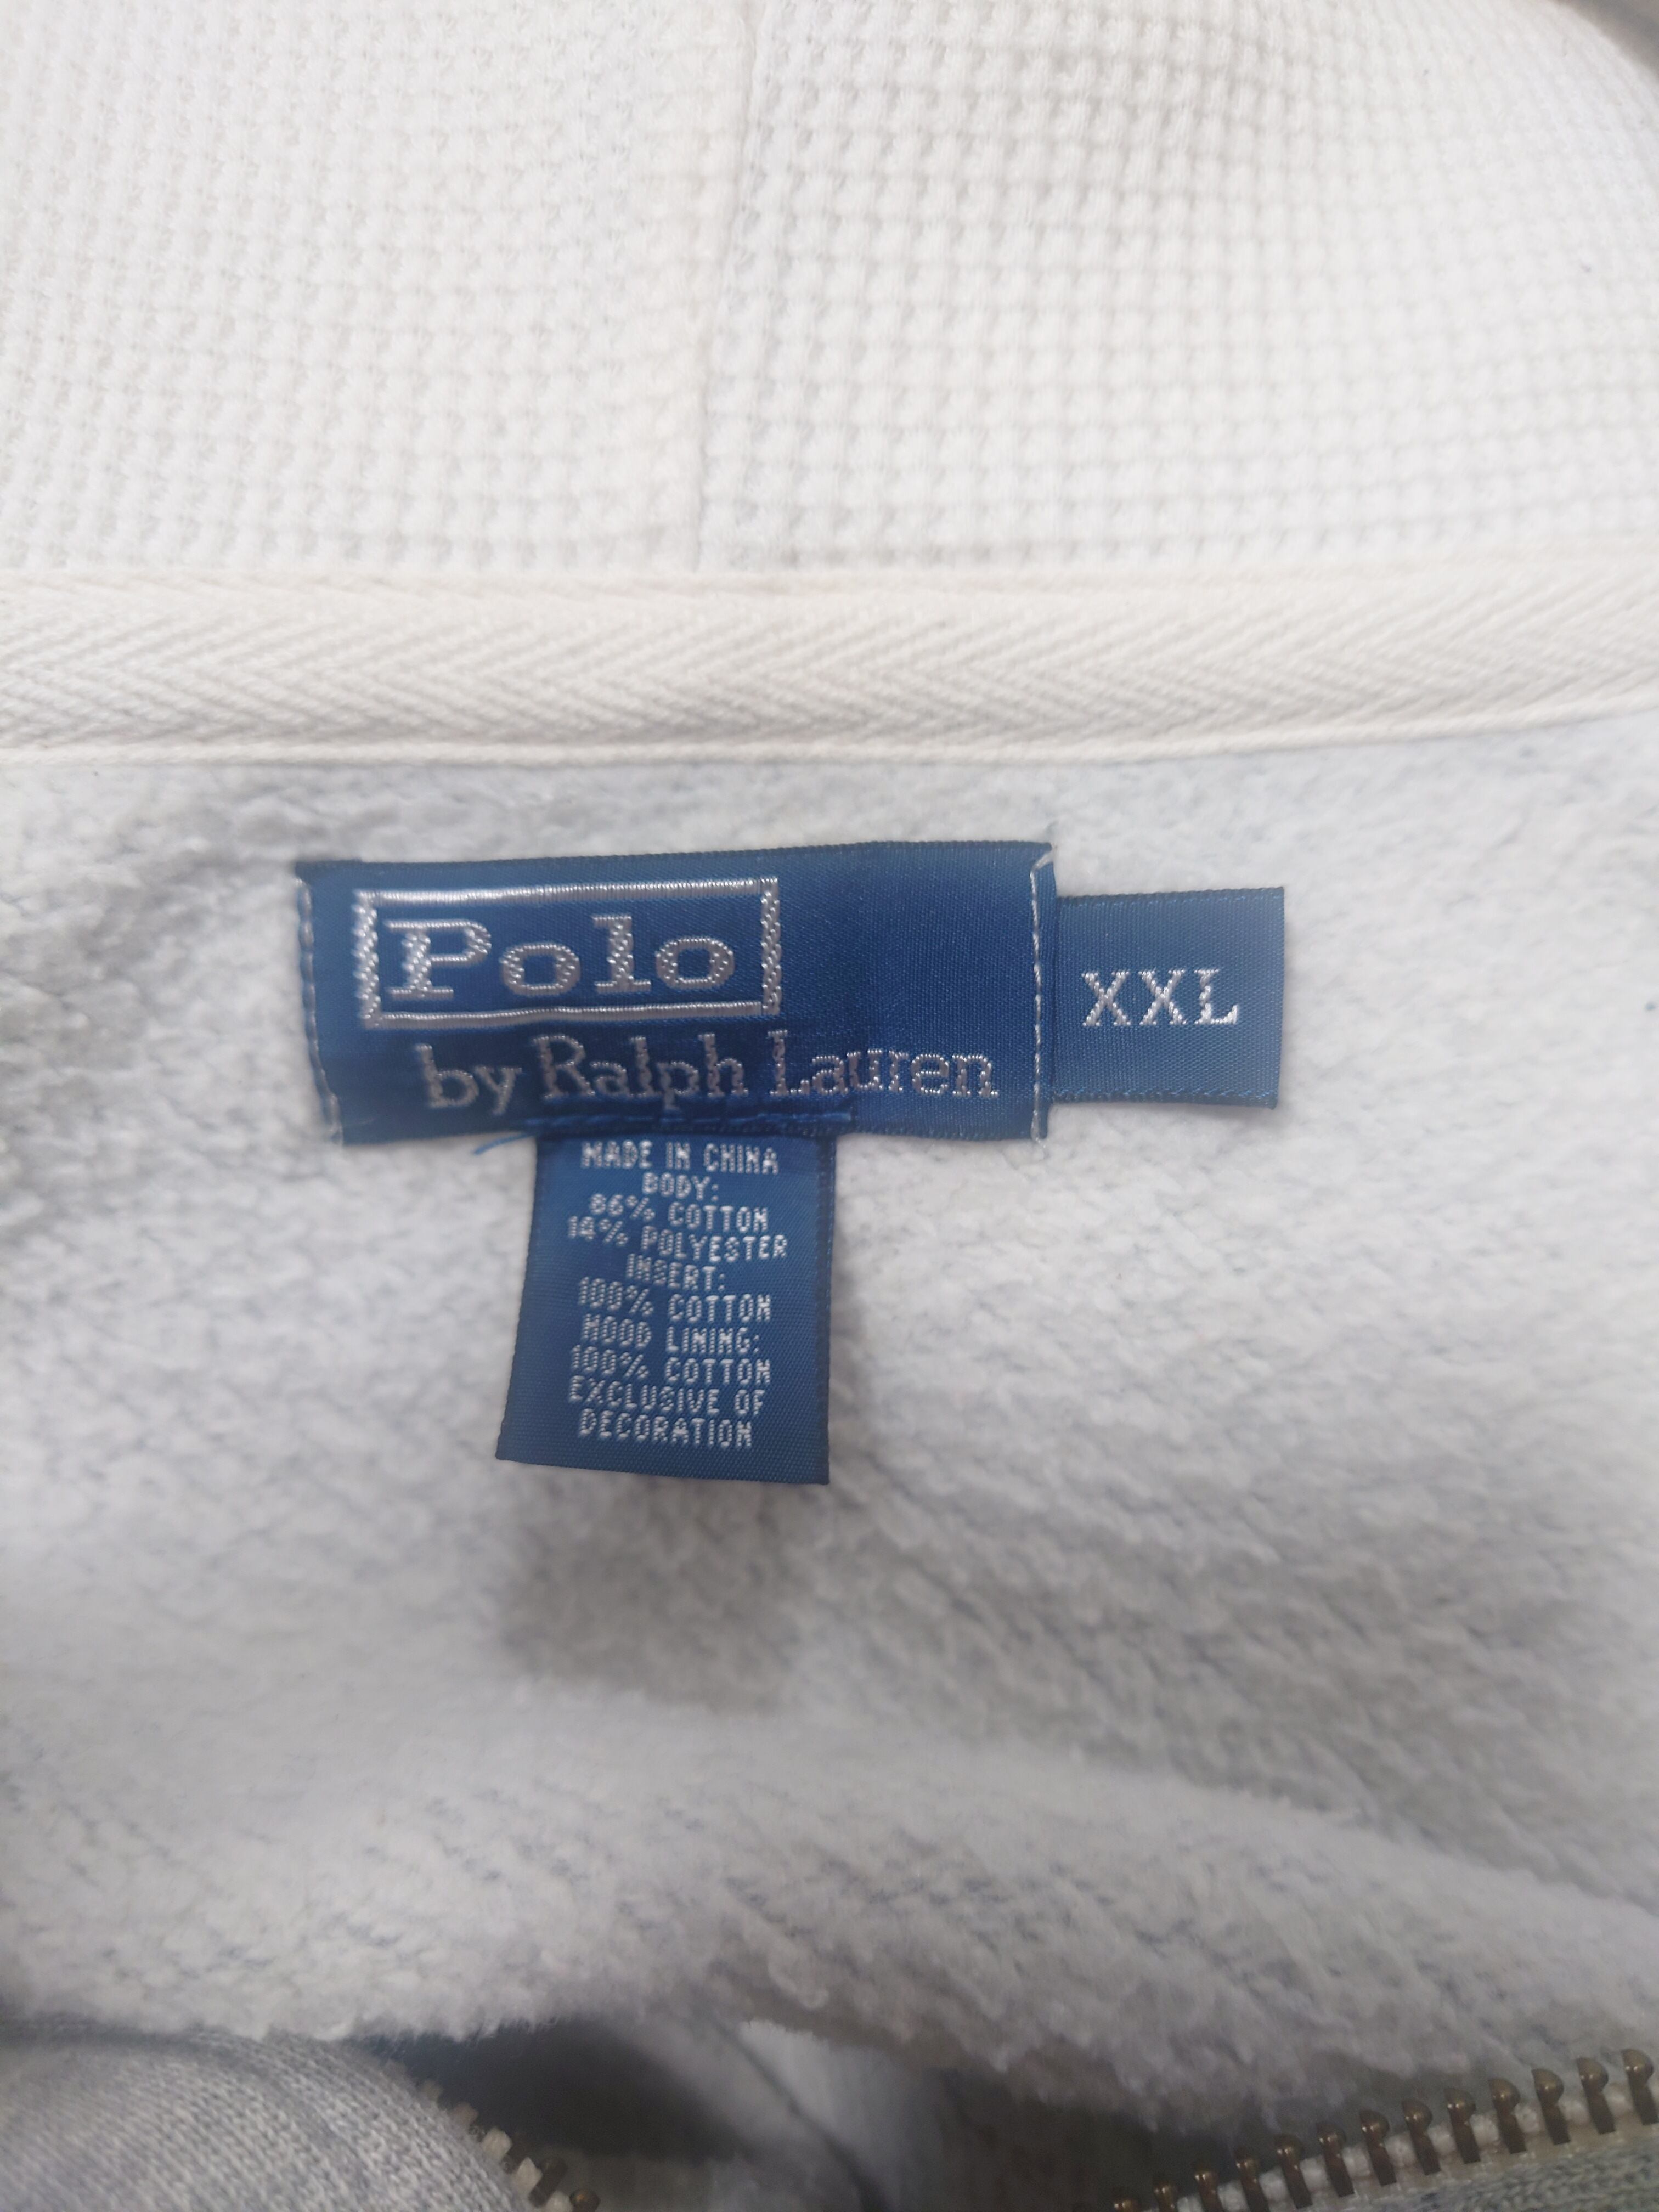 Polo
by Ralph Lauren
XXL
MADE IN CHINA
BODY:
86% COTTON
14% POLYESTER
INSERT:
100% COTTON
HOOD LINING:
100% COTTON
EXCLUSIVE OF
DECORATION